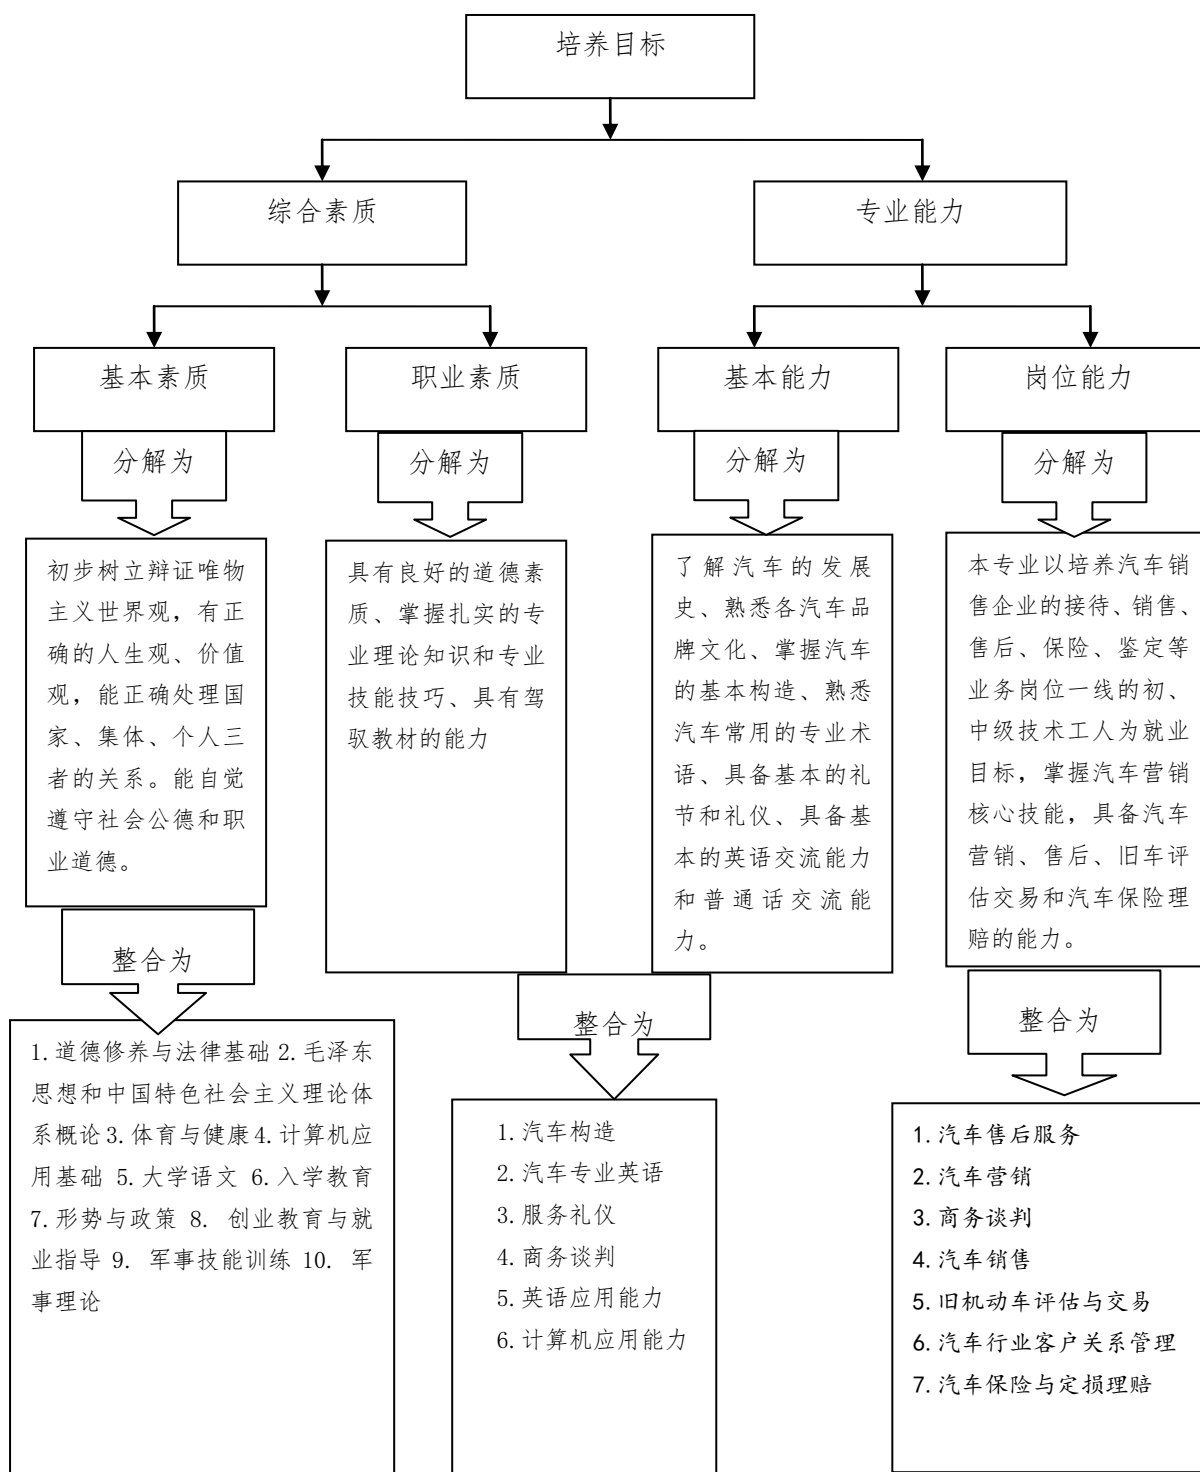 培养目标
综合素质
专业能力
基本素质
职业素质
基本能力
岗位能力
分解为
分解为
分解为
分解为
初步树立辩证唯物
主义世界观，有正
确的人生观、价值
观，能正确处理国
家、集体、个人三
者的关系。能自觉
遵守社会公德和职
业道德。
具有良好的道德素
质、掌握扎实的专
业理论知识和专业
技能技巧、具有驾
驭教材的能力
了解汽车的发展
史、熟悉各汽车品
牌文化、掌握汽车
的基本构造、熟悉
汽车常用的专业术
语、具备基本的礼
节和礼仪、具备基
本的英语交流能力
和普通话交流能
力。
本专业以培养汽车销
售企业的接待、销售、
售后、保险、鉴定等
业务岗位一线的初、
中级技术工人为就业
目标，掌握汽车营销
核心技能，具备汽车
营销、售后、旧车评
估交易和汽车保险理
赔的能力。
整合为
整合为
整合为
1.道德修养与法律基础 2.毛泽东
思想和中国特色社会主义理论体
系概论 3.体育与健康 4.计算机应
用基础 5.大学语文 6.入学教育
7.形势与政策 8. 创业教育与就
业指导 9. 军事技能训练 10. 军
事理论
1.汽车构造
2.汽车专业英语
3.服务礼仪
4.商务谈判
5.英语应用能力
6.计算机应用能力
1.汽车售后服务
2.汽车营销
3.商务谈判
4.汽车销售
5.旧机动车评估与交易
6.汽车行业客户关系管理
7.汽车保险与定损理赔